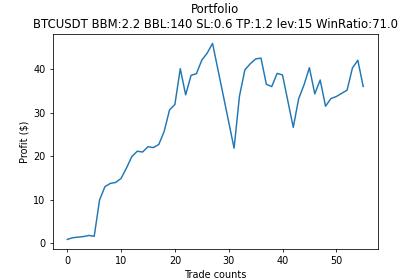 Portfolio
BTCUSDT BBM:2.2 BBL:140 SL:0.6 TP:1.2 lev:15 WinRatio:71.0
40
30
20
10
0
Profit ($)
0 10 20 30 40 50
Trade counts